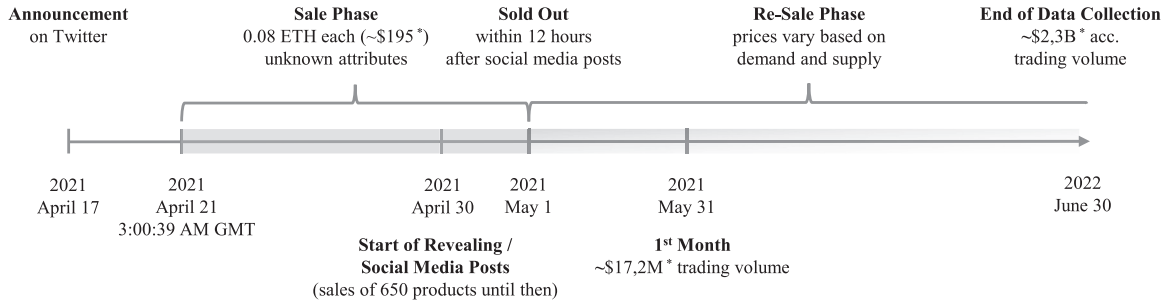 Announcement
on Twitter
Sale Phase
0.08 ETH each (~$195*)
unknown attributes
Sold Out
within 12 hours
after social media posts
Re-Sale Phase
prices vary based on
demand and supply
End of Data Collection
~$2,3B* acc.
trading volume
2021
April 17
2021
April 21
3:00:39 AM GMT
2021
April 30
2021
May 1
2021
May 31
2022
June 30
Start of Revealing /
Social Media Posts
(sales of 650 products until then)
1st Month
~$17,2M* trading volume